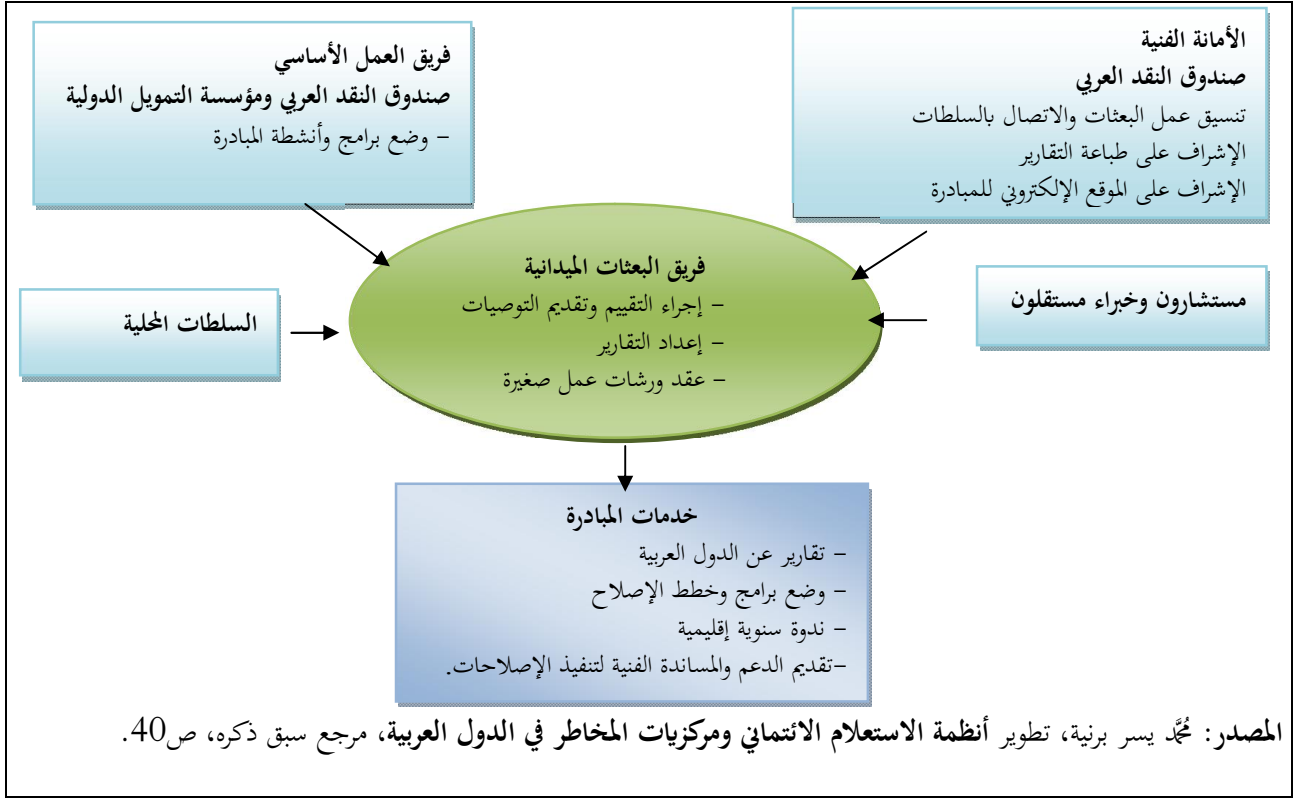 الأمانة الفنية
صندوق النقد العربي
تنسيق عمل البعثات والاتصال بالسلطات
الإشراف على طباعة التقارير
الإشراف على الموقع الإلكتروني للمبادرة
فريق العمل الأساسي
صندوق النقد العربي ومؤسسة التمويل الدولية
– وضع برامج وأنشطة المبادرة
فريق البعثات الميدانية
– إجراء التقييم وتقديم التوصيات
– إعداد التقارير
– عقد ورشات عمل صغيرة
مستشارون وخبراء مستقلون
السلطات المحلية
خدمات المبادرة
– تقارير عن الدول العربية
– وضع برامج وخطط الإصلاح
– ندوة سنوية إقليمية
–تقديم الدعم والمساندة الفنية لتنفيذ الإصلاحات.
المصدر: مُحَّد يسر برنية، تطوير أنظمة الاستعلام الائتماني ومركزيات المخاطر في الدول العربية، مرجع سبق ذكره، ص40.